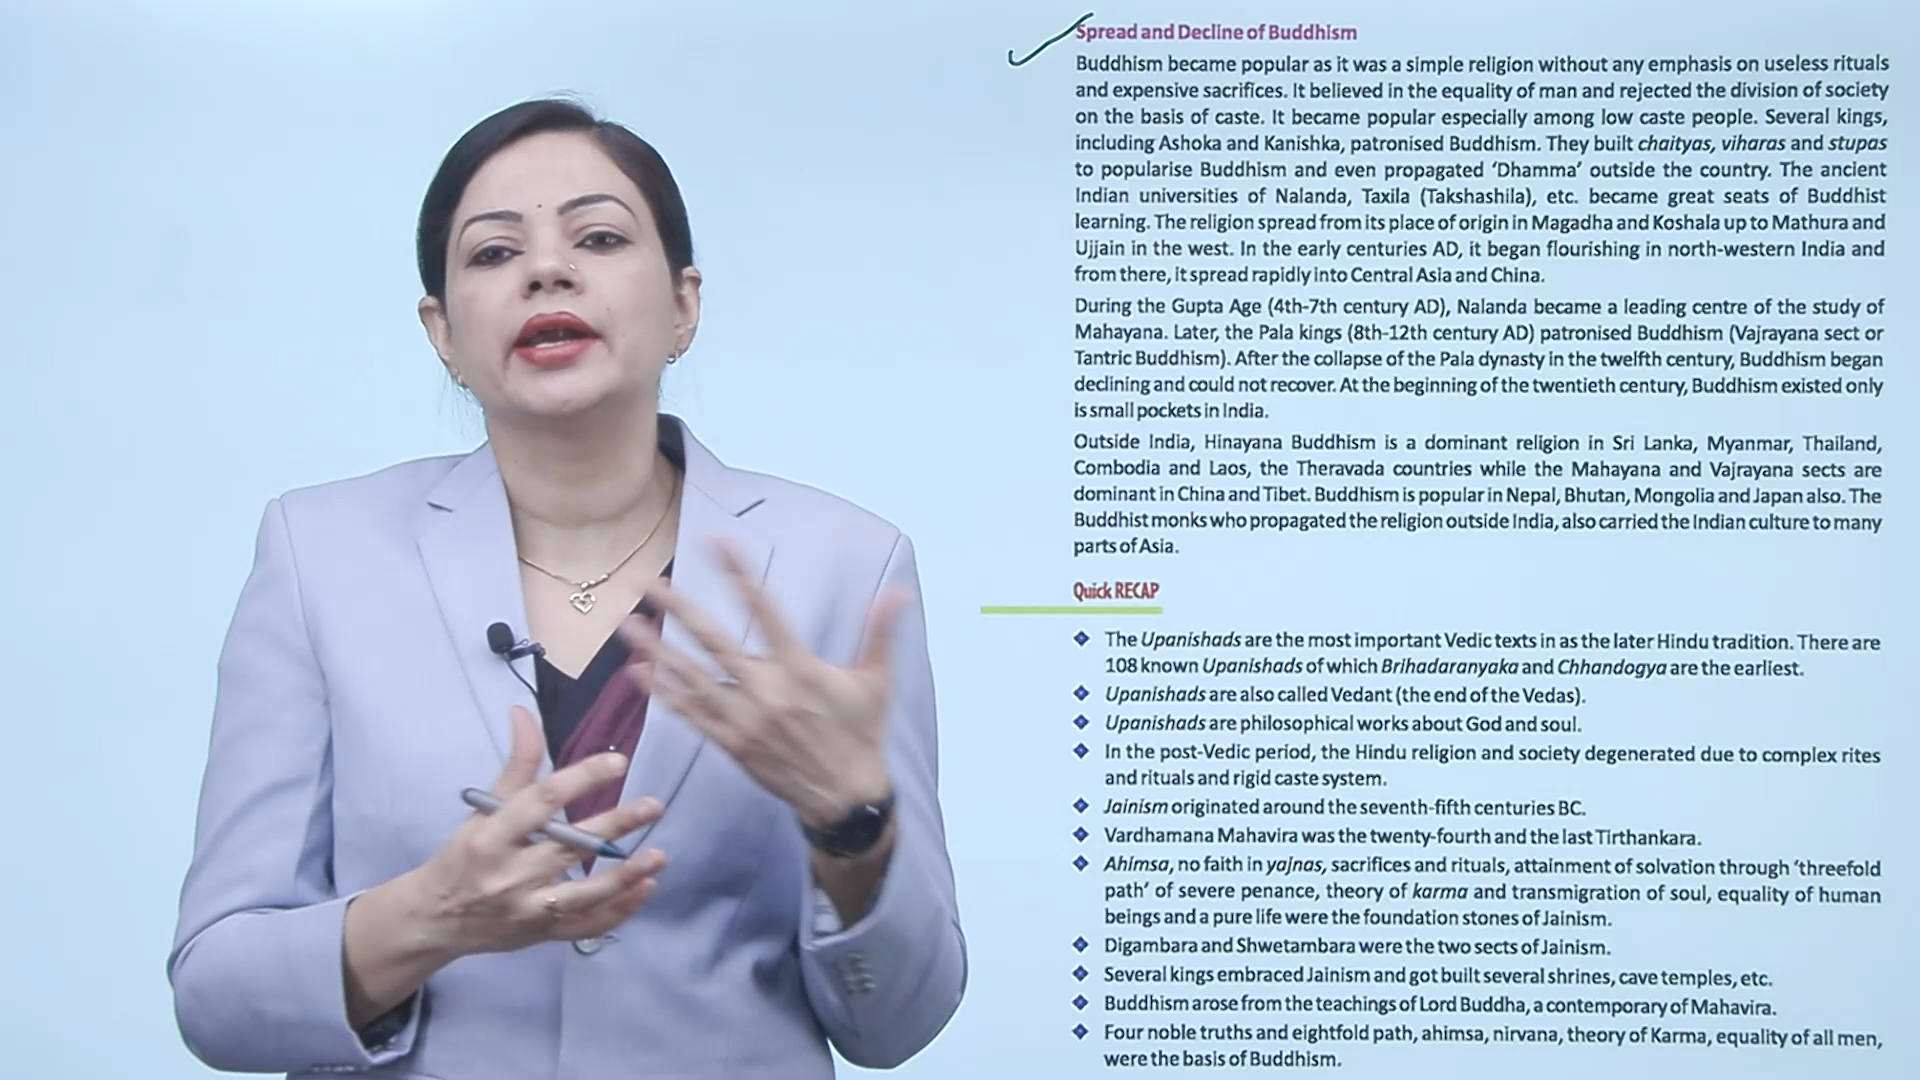 Spread and Decline of Buddhism
Buddhism became popular as it was a simple religion without any emphasis on useless rituals
and expensive sacrifices. It believed in the equality of man and rejected the division of society
on the basis of caste. It became popular especially among low caste people. Several kings,
including Ashoka and Kanishka, patronised Buddhism. They built chaityas, viharas and stupas
to popularise Buddhism and even propagated ‘Dhamma’ outside the country. The ancient
Indian universities of Nalanda, Taxila (Takshashila), etc. became great seats of Buddhist
learning. The religion spread from its place of origin in Magadha and Koshala up to Mathura and
Ujjain in the west. In the early centuries AD, it began flourishing in north-western India and
from there, it spread rapidly into Central Asia and China.
During the Gupta Age (4th-7th century AD), Nalanda became a leading centre of the study of
Mahayana. Later, the Pala kings (8th-12th century AD) patronised Buddhism (Vajrayana sect or
Tantric Buddhism). After the collapse of the Pala dynasty in the twelfth century, Buddhism began
declining and could not recover. At the beginning of the twentieth century, Buddhism existed only
is small pockets in India.
Outside India, Hinayana Buddhism is a dominant religion in Sri Lanka, Myanmar, Thailand,
Combodia and Laos, the Theravada countries while the Mahayana and Vajrayana sects are
dominant in China and Tibet. Buddhism is popular in Nepal, Bhutan, Mongolia and Japan also. The
Buddhist monks who propagated the religion outside India, also carried the Indian culture to many
parts of Asia.
Quick RECAP
The Upanishads are the most important Vedic texts in as the later Hindu tradition. There are
108 known Upanishads of which Brihadaranyaka and Chhandogya are the earliest.
Upanishads are also called Vedant (the end of the Vedas).
Upanishads are philosophical works about God and soul.
In the post-Vedic period, the Hindu religion and society degenerated due to complex rites
and rituals and rigid caste system.
Jainism originated around the seventh-fifth centuries BC.
Vardhamana Mahavira was the twenty-fourth and the last Tirthankara.
Ahimsa, no faith in yajnas, sacrifices and rituals, attainment of solvation through ‘threefold
path’ of severe penance, theory of karma and transmigration of soul, equality of human
beings and a pure life were the foundation stones of Jainism.
Digambara and Shwetambara were the two sects of Jainism.
Several kings embraced Jainism and got built several shrines, cave temples, etc.
Buddhism arose from the teachings of Lord Buddha, a contemporary of Mahavira.
Four noble truths and eightfold path, ahimsa, nirvana, theory of Karma, equality of all men,
were the basis of Buddhism.